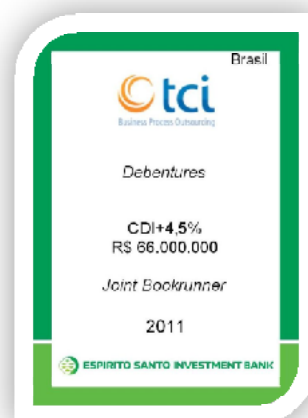 Brasil
tci
Business Process Outsourcing
Debentures
CDI+4,5%
R$ 66.000.000
Joint Bookrunner
2011
ESPIRITO SANTO INVESTMENT BANK